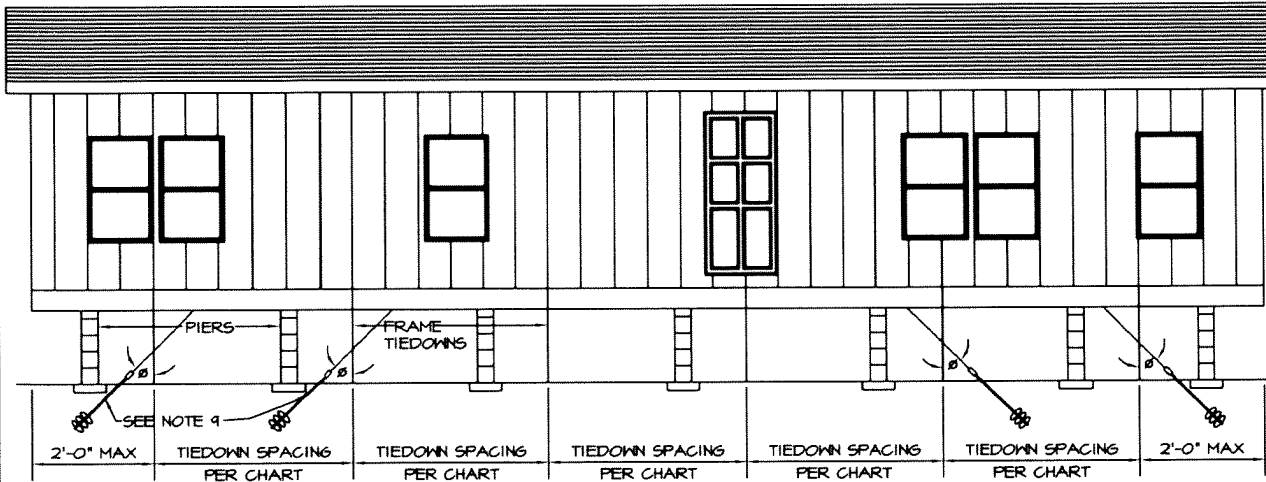 PIERS
FRAME
TIEDOWNS
Ø
Ø
Ø
Ø
SEE NOTE 9
2'-0" MAX
TIEDOWN SPACING
PER CHART
TIEDOWN SPACING
PER CHART
TIEDOWN SPACING
PER CHART
TIEDOWN SPACING
PER CHART
TIEDOWN SPACING
PER CHART
2'-0" MAX